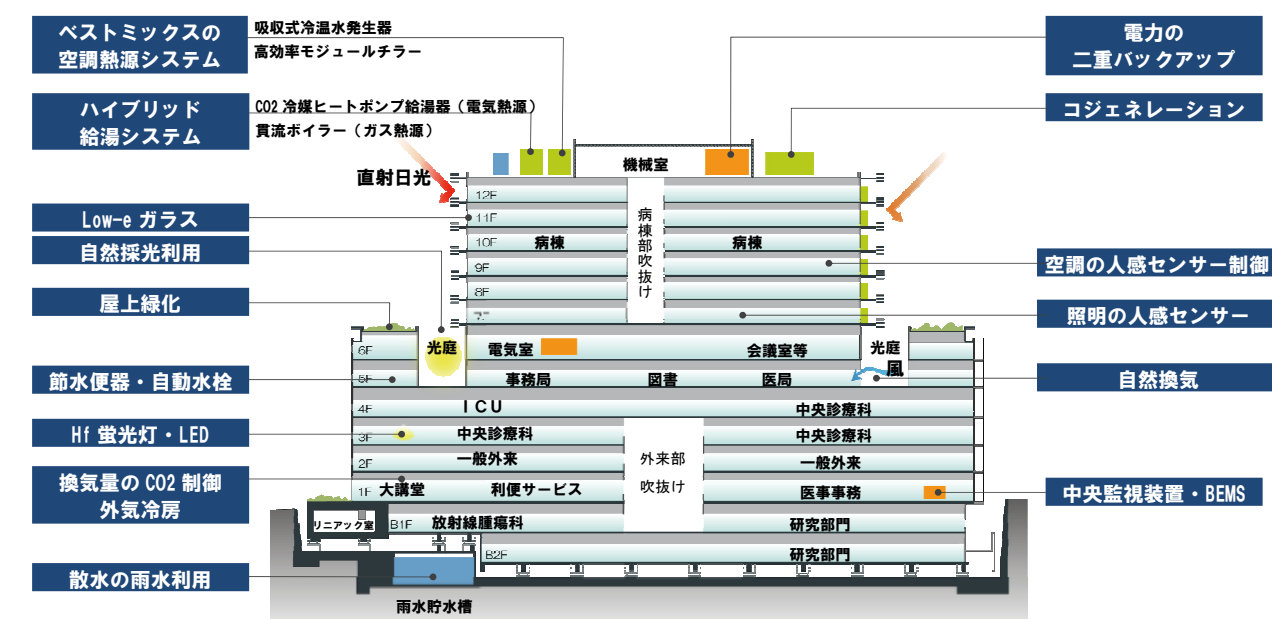 ベストミックスの
空調熱源システム
吸収式冷温水発生器
高効率モジュールチラー
ハイブリッド
給湯システム
CO2 冷媒ヒートポンプ給湯器(電気熱源)
貫流ボイラー(ガス熱源)
電力の
二重バックアップ
コジェネレーション
機械室
直射日光
12F
Low-e ガラス
11F
自然採光利用
10F 病棟 病棟
病棟部吹抜け
9F
空調の人感センサー制御
屋上緑化
8F
照明の人感センサー
6F 光庭 電気室 会議室等 光庭
風
節水便器・自動水栓
5F 事務局 図書 医局
自然換気
4F ICU 中央診療科
Hf 蛍光灯・LED
3F 中央診療科 中央診療科
2F 一般外来 一般外来
外来部
吹抜け
換気量の CO2 制御
外気冷房
1F 大講堂 利便サービス 医事事務
中央監視装置・BEMS
リニアック室 B1F 放射線腫瘍科 研究部門
B2F 研究部門
散水の雨水利用
雨水貯水槽